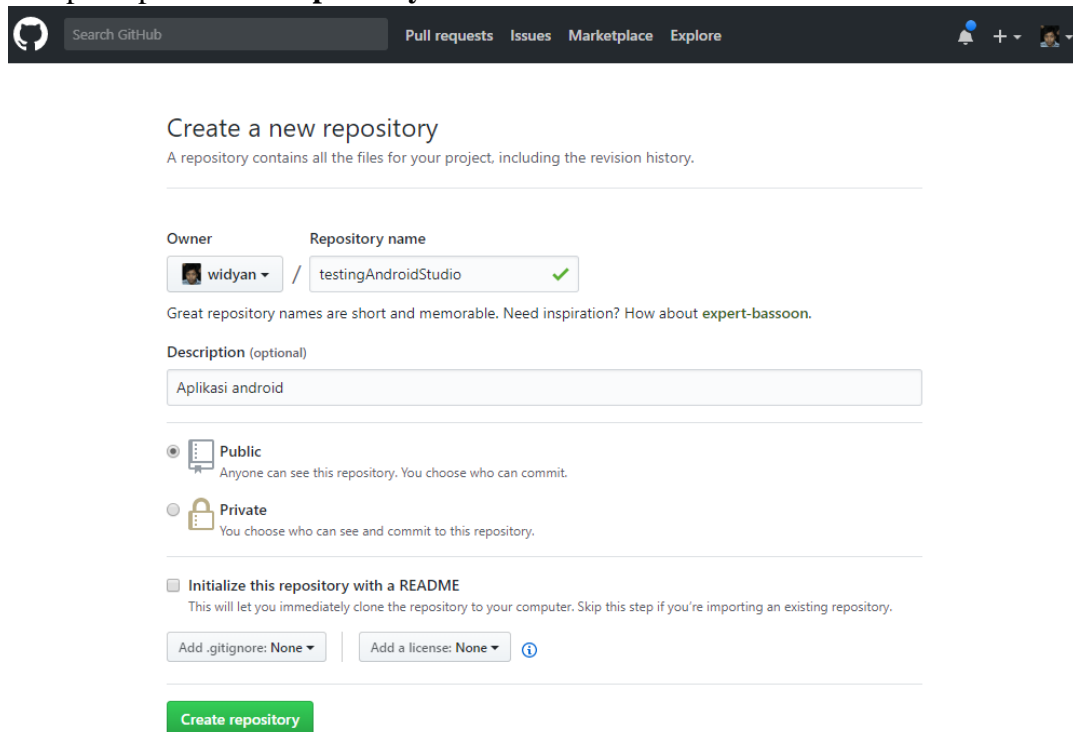 Search GitHub Pull requests Issues Marketplace Explore
Create a new repository
A repository contains all the files for your project, including the revision history.
Owner Repository name
widyan / testingAndroidStudio
Great repository names are short and memorable. Need inspiration? How about expert-bassoon.
Description (optional)
Aplikasi android
Public
Anyone can see this repository. You choose who can commit.
Private
You choose who can see and commit to this repository.
Initialize this repository with a README
This will let you immediately clone the repository to your computer. Skip this step if you're importing an existing repository.
Add .gitignore: None Add a license: None
Create repository